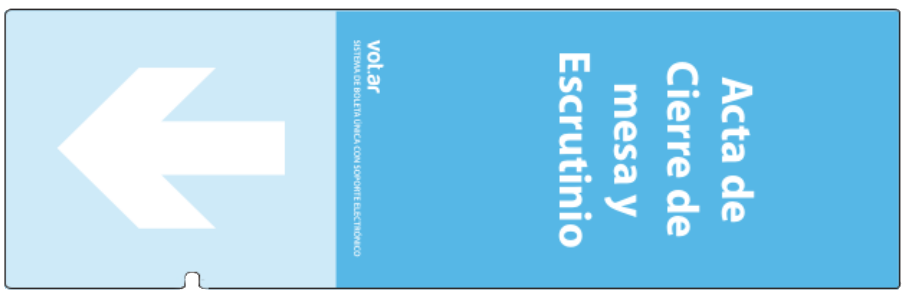 Acta de
Cierre de
mesa y
Escrutinio
vot.ar
SISTEMA DE BOLETA ÚNICA CON SOPORTE ELECTRÓNICO